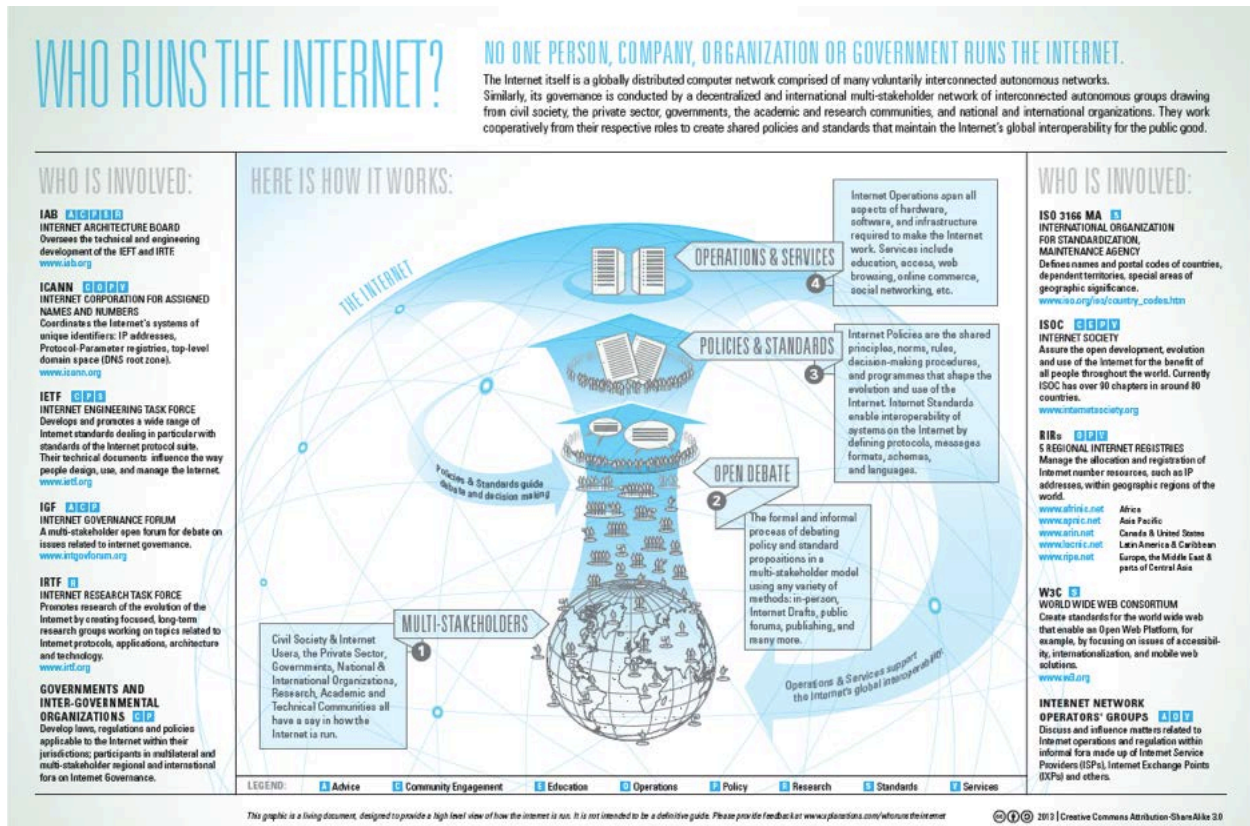 WHO RUNS THE INTERNET?
NO ONE PERSON, COMPANY, ORGANIZATION OR GOVERNMENT RUNS THE INTERNET.
The Internet itself is a globally distributed computer network comprised of many voluntarily interconnected autonomous networks.
Similarly, its governance is conducted by a decentralized and international multi-stakeholder network of interconnected autonomous groups drawing
from civil society, the private sector, governments, the academic and research communities, and national and international organizations. They work
cooperatively from their respective roles to create shared policies and standards that maintain the Internet's global interoperability for the public good.
WHO IS INVOLVED:
IAB A C P E R
INTERNET ARCHITECTURE BOARD
Oversees the technical and engineering
development of the IEFT and IRTF.
www.iab.org
ICANN C O P V
INTERNET CORPORATION FOR ASSIGNED
NAMES AND NUMBERS
Coordinates the Internet's systems of
unique identifiers: IP addresses,
Protocol-Parameter registries, top-level
domain space (DNS root zone).
www.icann.org
IETF C P S
INTERNET ENGINEERING TASK FORCE
Develops and promotes a wide range of
Internet standards dealing in particular with
standards of the Internet protocol suite.
Their technical documents influence the way
people design, use, and manage the Internet.
www.ietf.org
IGF A C P
INTERNET GOVERNANCE FORUM
A multi-stakeholder open forum for debate on
issues related to internet governance.
www.intgovforum.org
IRTF R
INTERNET RESEARCH TASK FORCE
Promotes research of the evolution of the
Internet by creating focused, long-term
research groups working on topics related to
Internet protocols, applications, architecture
and technology.
www.irtf.org
GOVERNMENTS AND
INTER-GOVERNMENTAL
ORGANIZATIONS C P
Develop laws, regulations and policies
applicable to the Internet within their
jurisdictions; participants in multilateral and
multi-stakeholder regional and international
fora on Internet Governance.
HERE IS HOW IT WORKS:
THE INTERNET
OPERATIONS & SERVICES
4
Internet Operations span all
aspects of hardware,
software, and infrastructure
required to make the Internet
work. Services include
education, access, web
browsing, online commerce,
social networking, etc.
POLICIES & STANDARDS
3
Internet Policies are the shared
principles, norms, rules,
decision-making procedures,
and programmes that shape the
evolution and use of the
Internet. Internet Standards
enable interoperability of
systems on the Internet by
defining protocols, messages
formats, schemas,
and languages.
Policies & Standards guide
debate and decision making
OPEN DEBATE
2
The formal and informal
process of debating
policy and standard
propositions in a
multi-stakeholder model
using any variety of
methods: in-person,
Internet Drafts, public
forums, publishing, and
many more.
MULTI-STAKEHOLDERS
1
Civil Society & Internet
Users, the Private Sector,
Governments, National &
International Organizations,
Research, Academic and
Technical Communities all
have a say in how the
Internet is run.
Operations & Services support
the Internet's global interoperability
WHO IS INVOLVED:
ISO 3166 MA S
INTERNATIONAL ORGANIZATION
FOR STANDARDIZATION,
MAINTENANCE AGENCY
Defines names and postal codes of countries,
dependent territories, special areas of
geographic significance.
www.iso.org/iso/country_codes.htm
ISOC C E P V
INTERNET SOCIETY
Assure the open development, evolution
and use of the Internet for the benefit of
all people throughout the world. Currently
ISOC has over 90 chapters in around 80
countries.
www.internetsociety.org
RIRs O P V
5 REGIONAL INTERNET REGISTRIES
Manage the allocation and registration of
Internet number resources, such as IP
addresses, within geographic regions of the
world.
www.afrinic.net Africa
www.apnic.net Asia Pacific
www.arin.net Canada & United States
www.lacnic.net Latin America & Caribbean
www.ripe.net Europe, the Middle East &
parts of Central Asia
W3C S
WORLD WIDE WEB CONSORTIUM
Create standards for the world wide web
that enable an Open Web Platform, for
example, by focusing on issues of accessibil-
ity, internationalization, and mobile web
solutions.
www.w3.org
INTERNET NETWORK
OPERATORS' GROUPS A O V
Discuss and influence matters related to
Internet operations and regulation within
informal fora made up of Internet Service
Providers (ISPs), Internet Exchange Points
(IXPs) and others.
LEGEND: A Advice C Community Engagement E Education O Operations P Policy R Research S Standards V Services
This graphic is a living document, designed to provide a high level view of how the internet is run. It is not intended to be a definitive guide. Please provide feedback at www.xplanations.com/whorunstheinternet
2013 | Creative Commons Attribution-ShareAlike 3.0